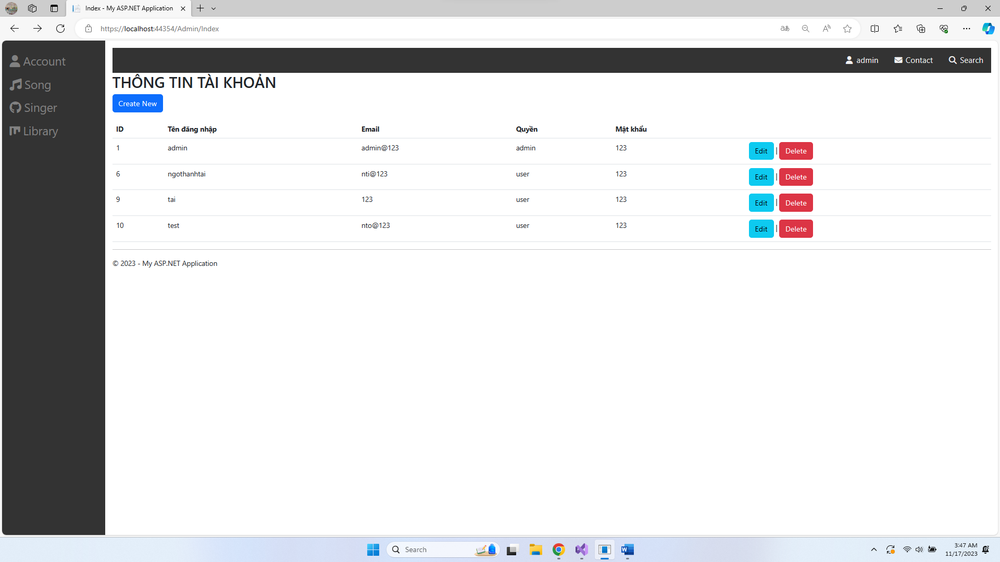 Index - My ASP.NET Application
https://localhost:44354/Admin/Index
Account
Song
Singer
Library
admin Contact Search
THÔNG TIN TÀI KHOẢN
Create New
ID Tên đăng nhập Email Quyền Mật khẩu
1 admin admin@123 admin 123 Edit | Delete
6 ngothanhtai nti@123 user 123 Edit | Delete
9 tai 123 user 123 Edit | Delete
10 test nto@123 user 123 Edit | Delete
© 2023 - My ASP.NET Application
Search
3:47 AM
11/17/2023